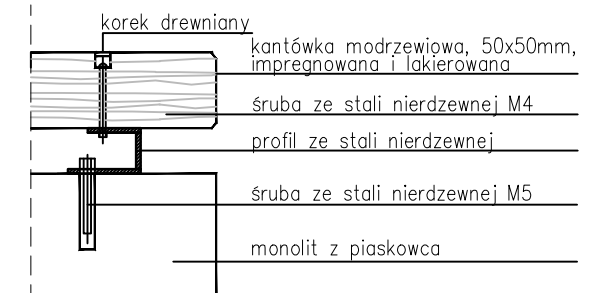 korek drewniany
kantówka modrzewiowa, 50x50mm,
impregnowana i lakierowana
śruba ze stali nierdzewnej M4
profil ze stali nierdzewnej
śruba ze stali nierdzewnej M5
monolit z piaskowca